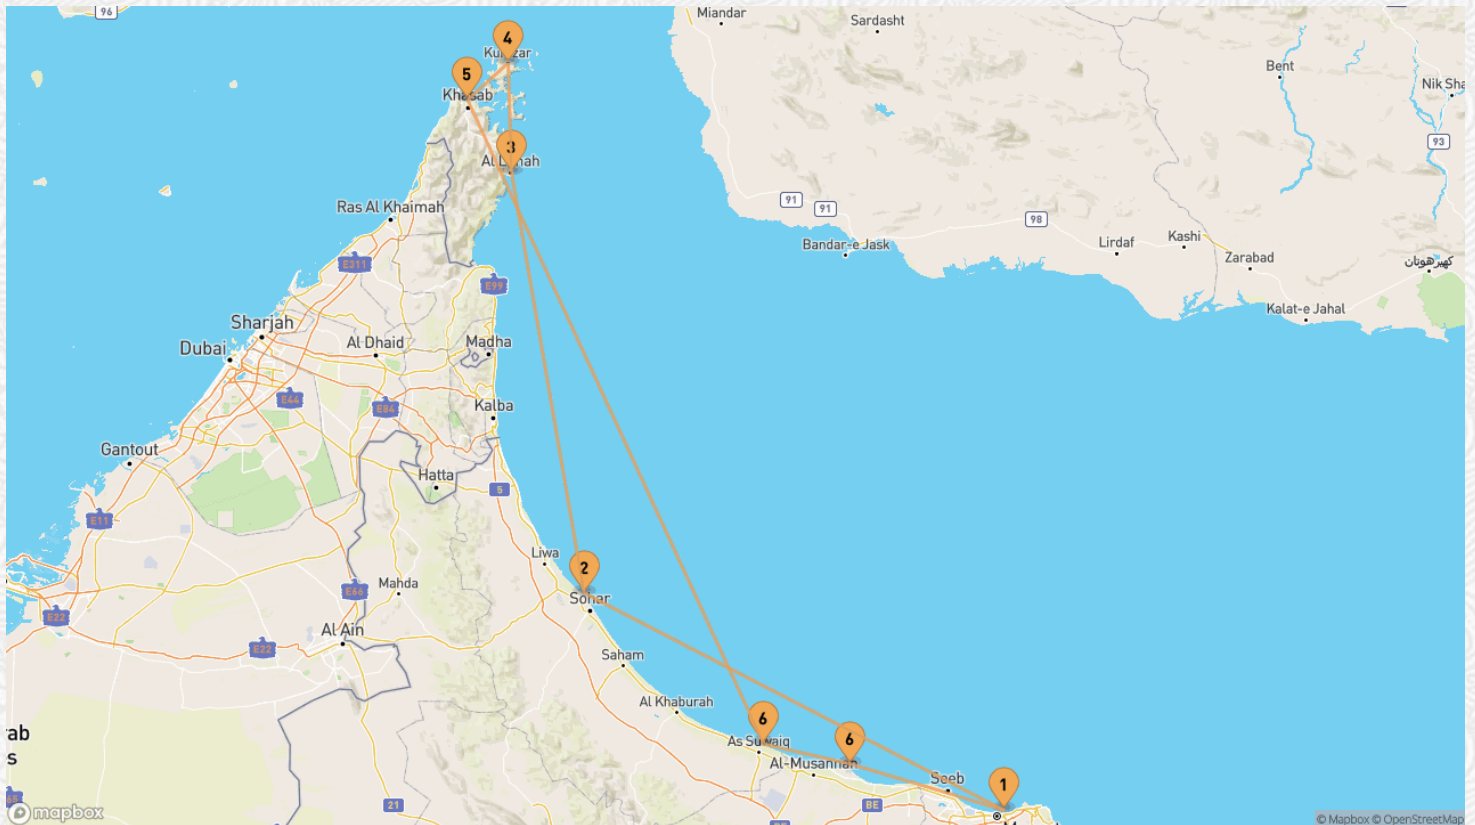 96
Miandar
Sardasht
4
Bent
Nik Sha
5
Khasab
93
3
Ras Al Khaimah
91
91
98
Bandar-e Jask
Lirdaf
Kashi
Zarabad
كهيرهوتان
E311
E99
Kalat-e Jahal
Sharjah
Dubai
Al Dhaid
Madha
E44
E84
Kalba
Gantout
Hatta
5
E11
Liwa
2
Sohar
Mahda
E66
E22
Al Ain
E22
Saham
Al Khaburah
6
6
rab
s
As Suwaiq
Al-Musannah
Seeb
1
21
BE
mapbox
© Mapbox © OpenStreetMap